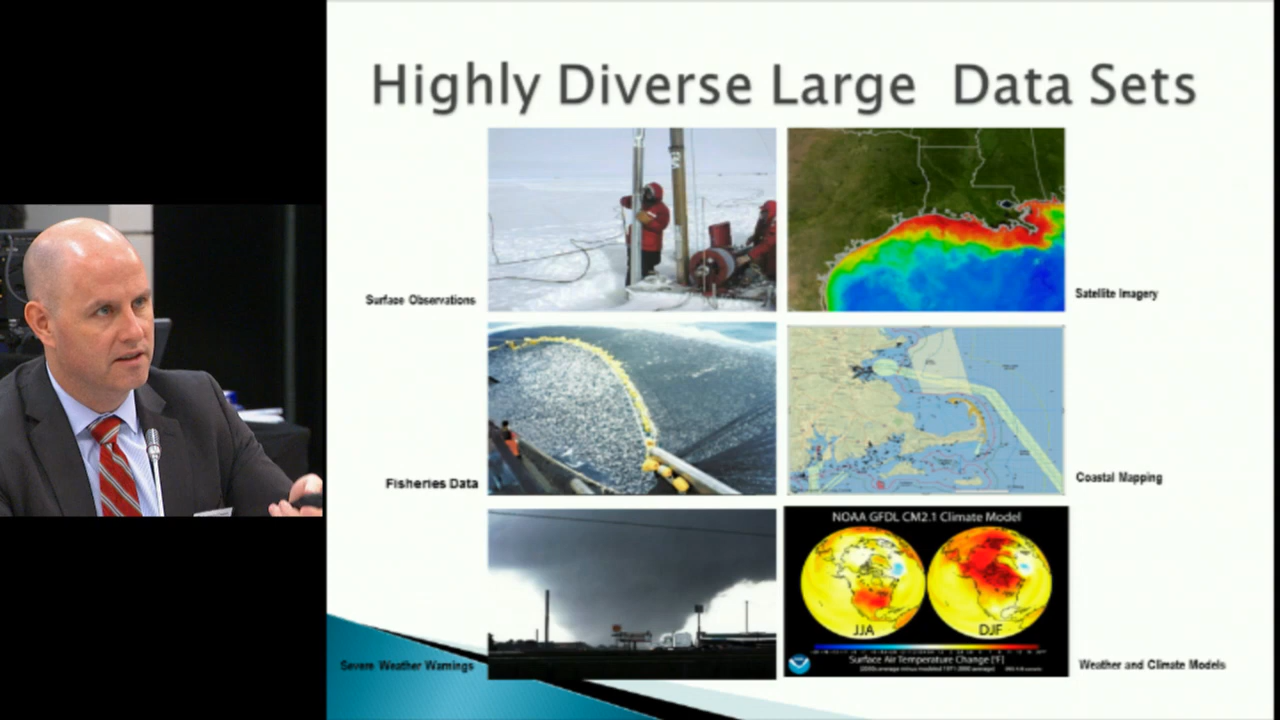 Highly Diverse Large Data Sets
Surface Observations
Satellite Imagery
Fisheries Data
Coastal Mapping
Severe Weather Warnings
NOAA GFDL CM2.1 Climate Model
JJA
DJF
Surface Air Temperature Change [°F]
Weather and Climate Models